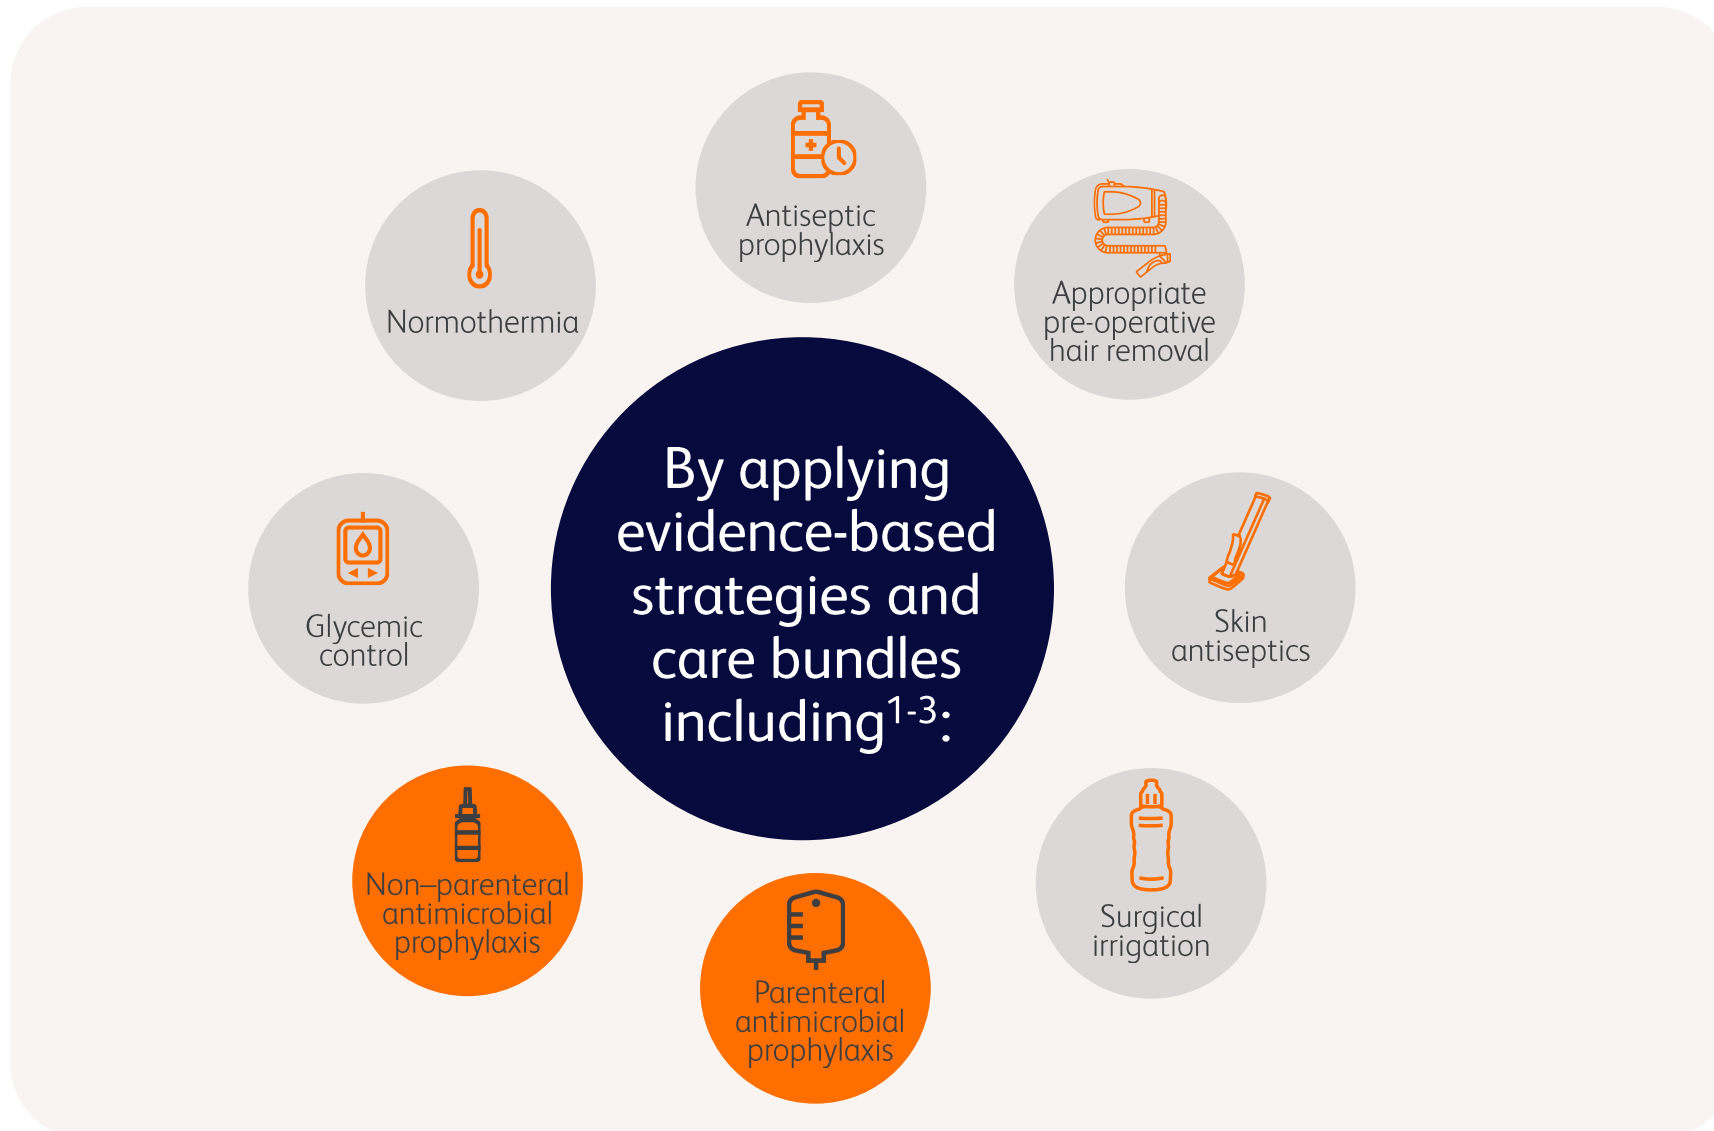 Antiseptic
prophylaxis
Normothermia
Appropriate
pre-operative
hair removal
By applying
evidence-based
strategies and
care bundles
including¹⁻³:
Glycemic
control
Skin
antiseptics
Non–parenteral
antimicrobial
prophylaxis
Surgical
irrigation
Parenteral
antimicrobial
prophylaxis